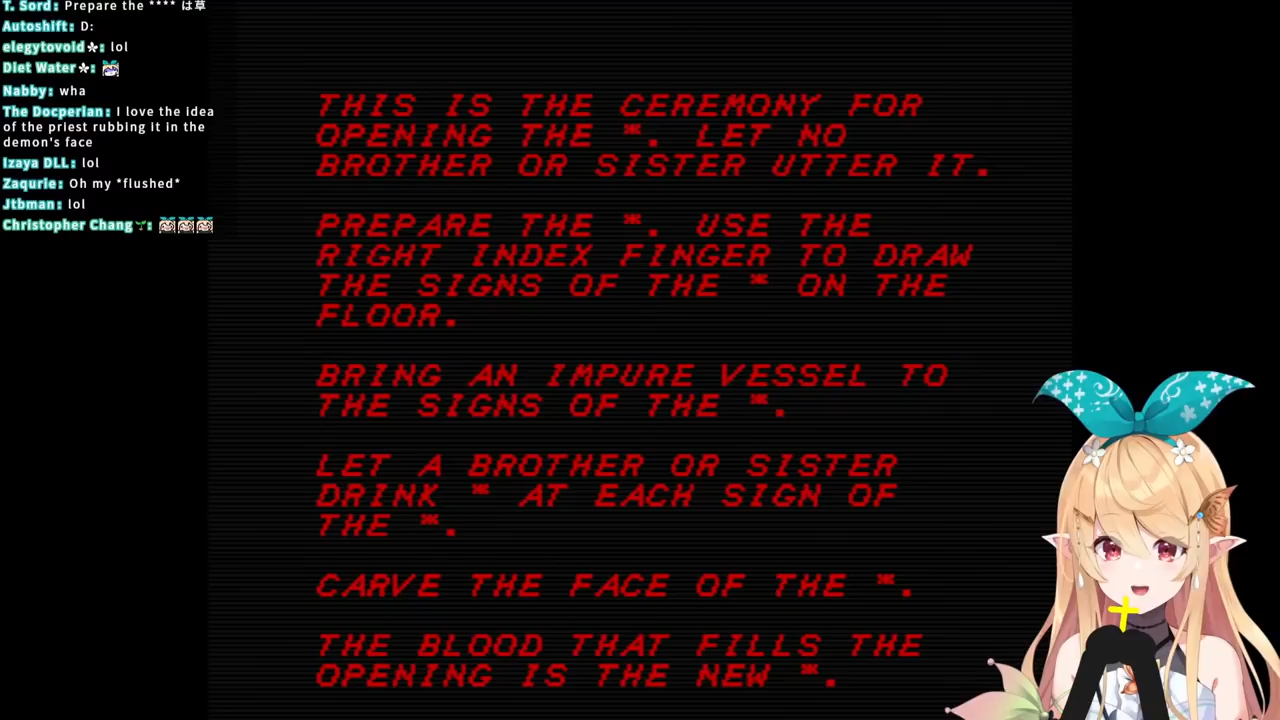 T. Sord: Prepare the **** は草
Autoshift: D:
elegytovoid: lol
Diet Water:
Nabby: wha
The Docperian: I love the idea
of the priest rubbing it in the
demon's face
Izaya DLL: lol
Zaqurle: Oh my *flushed*
Jtbman: lol
Christopher Chang:
THIS IS THE CEREMONY FOR
OPENING THE *. LET NO
BROTHER OR SISTER UTTER IT.
PREPARE THE *. USE THE
RIGHT INDEX FINGER TO DRAW
THE SIGNS OF THE * ON THE
FLOOR.
BRING AN IMPURE VESSEL TO
THE SIGNS OF THE *.
LET A BROTHER OR SISTER
DRINK * AT EACH SIGN OF
THE *.
CARVE THE FACE OF THE *.
THE BLOOD THAT FILLS THE
OPENING IS THE NEW *.